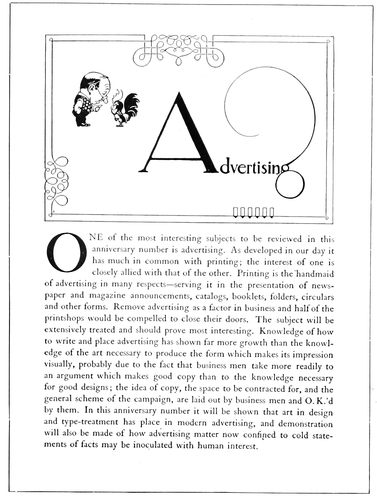 Advertising
ONE of the most interesting subjects to be reviewed in this
anniversary number is advertising. As developed in our day it
has much in common with printing; the interest of one is
closely allied with that of the other. Printing is the handmaid
of advertising in many respects—serving it in the presentation of news-
paper and magazine announcements, catalogs, booklets, folders, circulars
and other forms. Remove advertising as a factor in business and half of the
printshops would be compelled to close their doors. The subject will be
extensively treated and should prove most interesting. Knowledge of how
to write and place advertising has shown far more growth than the knowl-
edge of the art necessary to produce the form which makes its impression
visually, probably due to the fact that business men take more readily to
an argument which makes good copy than to the knowledge necessary
for good designs; the idea of copy, the space to be contracted for, and the
general scheme of the campaign, are laid out by business men and O.K.'d
by them. In this anniversary number it will be shown that art in design
and type-treatment has place in modern advertising, and demonstration
will also be made of how advertising matter now confined to cold state-
ments of facts may be inoculated with human interest.